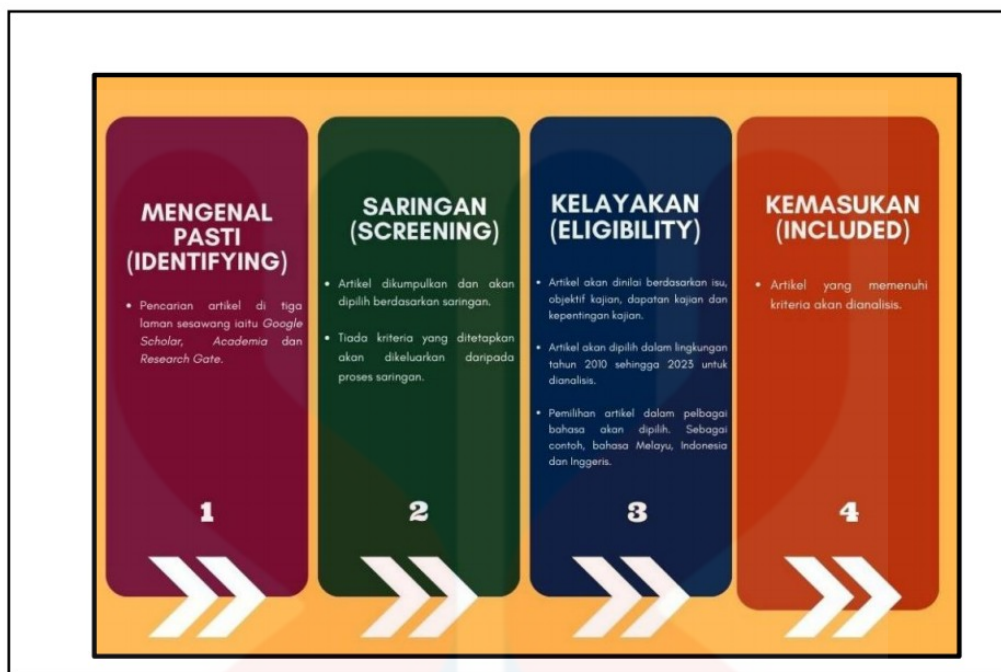 MENGENAL
PASTI
(IDENTIFYING)
• Pencarian artikel di tiga
laman sesawang iaitu Google
Scholar, Academia dan
Research Gate.
1
SARINGAN
(SCREENING)
• Artikel dikumpulkan dan akan
dipilih berdasarkan saringan.
• Tiada kriteria yang ditetapkan
akan dikeluarkan daripada
proses saringan.
2
KELAYAKAN
(ELIGIBILITY)
• Artikel akan dinilai berdasarkan isu,
objektif kajian, dapatan kajian dan
kepentingan kajian.
• Artikel akan dipilih dalam lingkungan
tahun 2010 sehingga 2023 untuk
dianalisis.
• Pemilihan artikel dalam pelbagai
bahasa akan dipilih. Sebagai
contoh, bahasa Melayu, Indonesia
dan Inggeris.
3
KEMASUKAN
(INCLUDED)
• Artikel yang memenuhi
kriteria akan dianalisis.
4